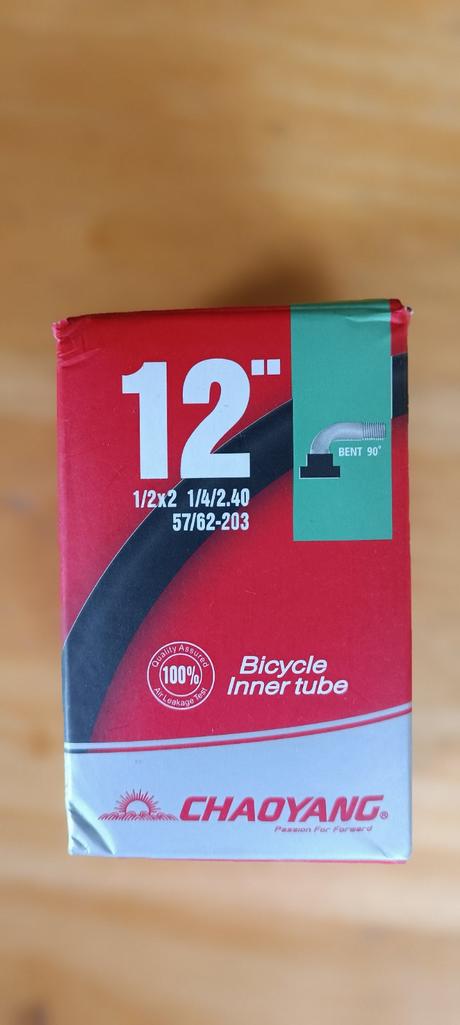 12"
1/2x2 1/4/2.40
57/62-203
BENT 90°
Quality Assured
100%
Air Leakage Test
Bicycle
Inner tube
CHAOYANG®
Passion For Forward